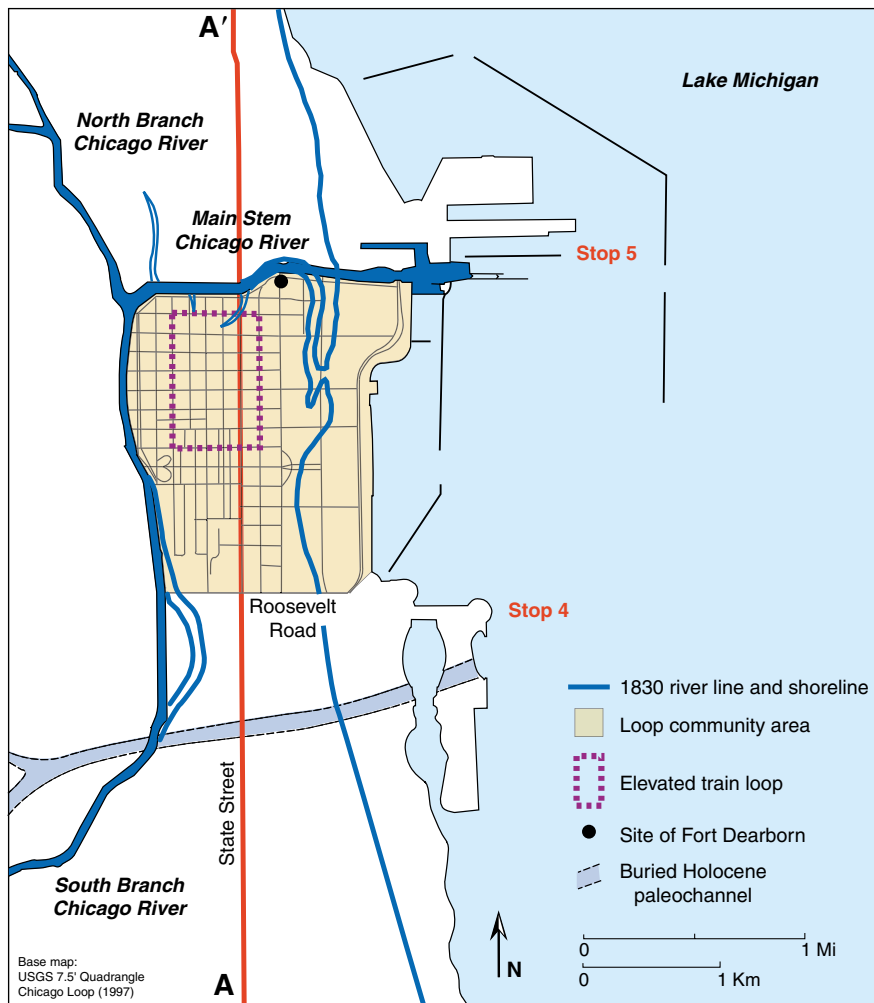 A′
Lake Michigan
North Branch
Chicago River
Main Stem
Chicago River
Stop 5
Roosevelt
Road
Stop 4
1830 river line and shoreline
Loop community area
Elevated train loop
Site of Fort Dearborn
Buried Holocene
paleochannel
State Street
South Branch
Chicago River
N
0 1 Mi
0 1 Km
Base map:
USGS 7.5' Quadrangle
Chicago Loop (1997)
A